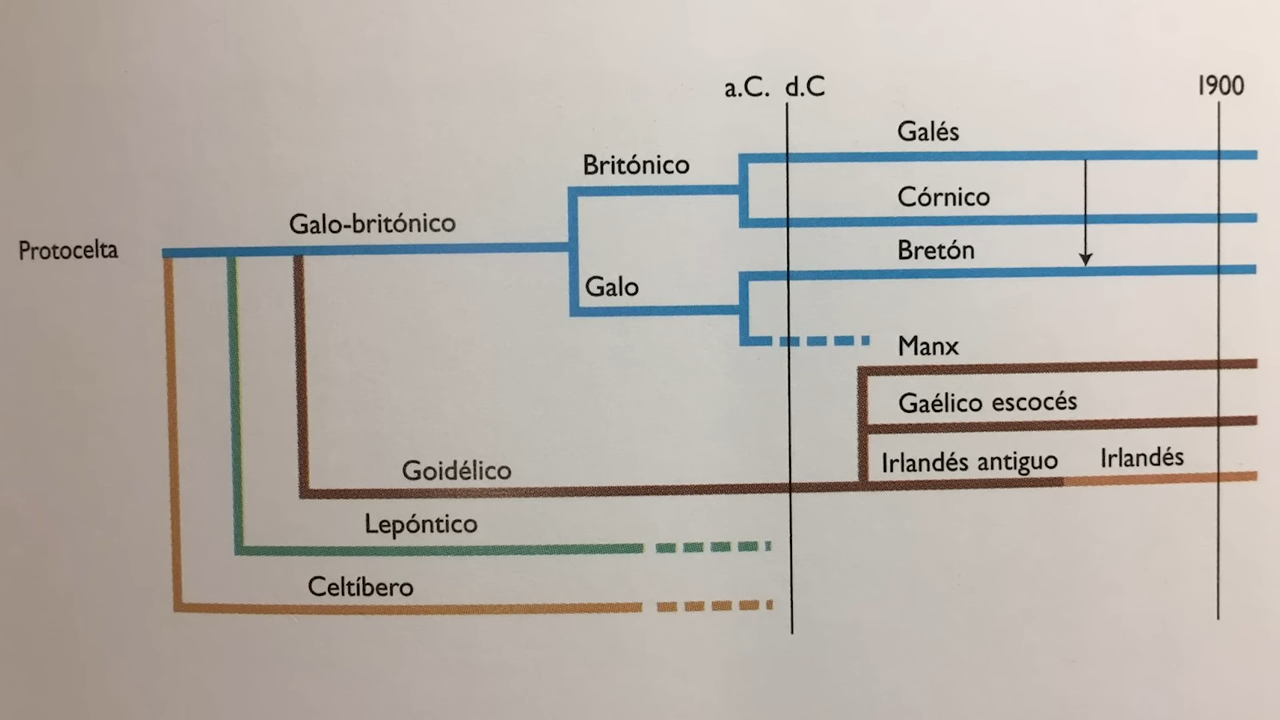 a.C. d.C
1900
Galés
Británico
Córnico
Galo-británico
Protocelta
Bretón
Galo
Manx
Gaélico escocés
Irlandés antiguo
Irlandés
Goidélico
Lepóntico
Celtíbero